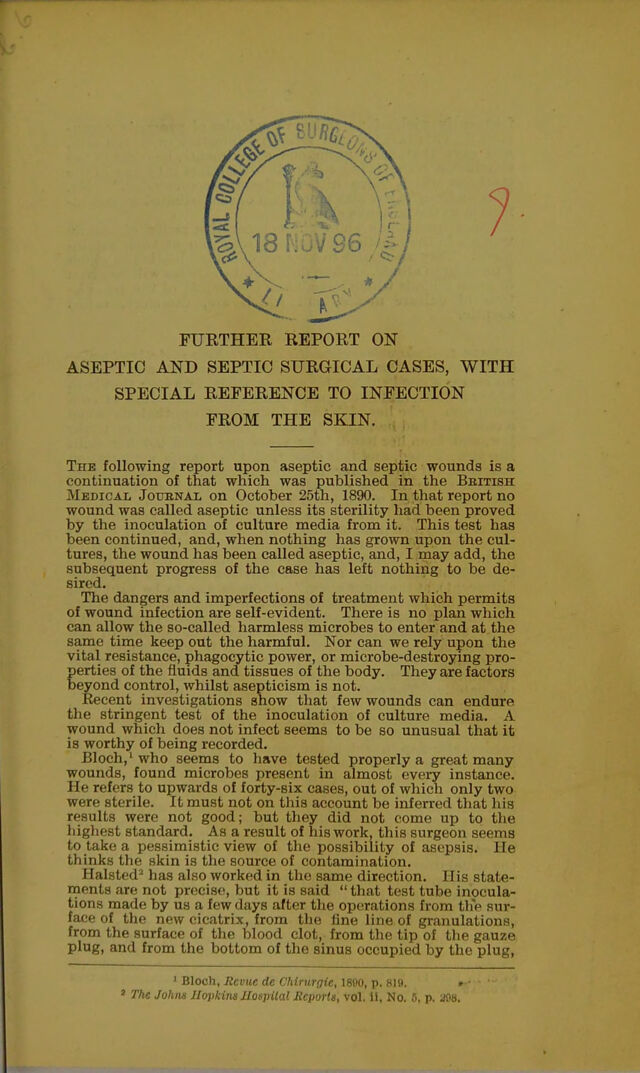 ROYAL COLLEGE OF SURGEONS OF ENGLAND
18 NOV 96
9.
FURTHER REPORT ON
ASEPTIC AND SEPTIC SURGICAL CASES, WITH
SPECIAL REFERENCE TO INFECTION
FROM THE SKIN.
THE following report upon aseptic and septic wounds is a
continuation of that which was published in the BRITISH
MEDICAL JOURNAL on October 25th, 1890. In that report no
wound was called aseptic unless its sterility had been proved
by the inoculation of culture media from it. This test has
been continued, and, when nothing has grown upon the cul-
tures, the wound has been called aseptic, and, I may add, the
subsequent progress of the case has left nothing to be de-
sired.
The dangers and imperfections of treatment which permits
of wound infection are self-evident. There is no plan which
can allow the so-called harmless microbes to enter and at the
same time keep out the harmful. Nor can we rely upon the
vital resistance, phagocytic power, or microbe-destroying pro-
perties of the fluids and tissues of the body. They are factors
beyond control, whilst asepticism is not.
Recent investigations show that few wounds can endure
the stringent test of the inoculation of culture media. A
wound which does not infect seems to be so unusual that it
is worthy of being recorded.
Bloch,¹ who seems to have tested properly a great many
wounds, found microbes present in almost every instance.
He refers to upwards of forty-six cases, out of which only two
were sterile. It must not on this account be inferred that his
results were not good; but they did not come up to the
highest standard. As a result of his work, this surgeon seems
to take a pessimistic view of the possibility of asepsis. He
thinks the skin is the source of contamination.
Halsted² has also worked in the same direction. His state-
ments are not precise, but it is said "that test tube inocula-
tions made by us a few days after the operations from the sur-
face of the new cicatrix, from the fine line of granulations,
from the surface of the blood clot, from the tip of the gauze
plug, and from the bottom of the sinus occupied by the plug,
¹ Bloch, Revue de Chirurgie, 1890, p. 819.
² The Johns Hopkins Hospital Reports, vol. ii, No. 5, p. 298.